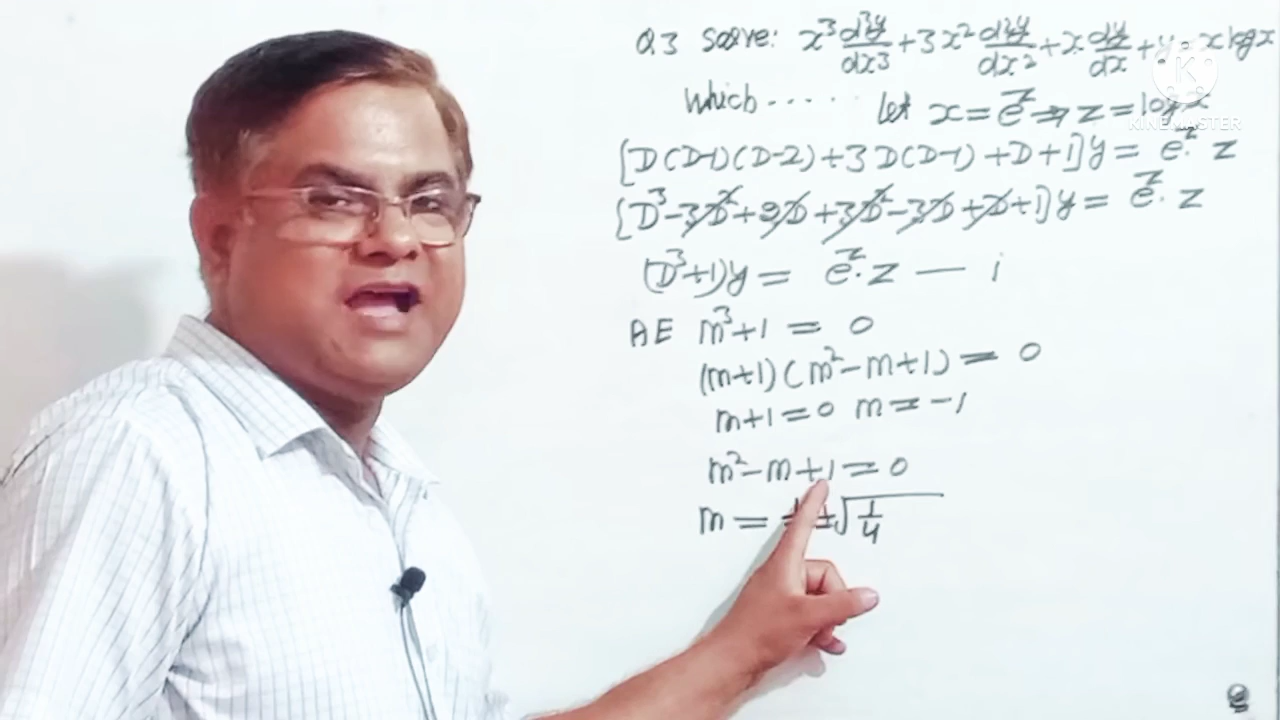 Q.3 Solve: x³ d³y/dx³ + 3x² d²y/dx² + x dy/dx + y = x log x
Which ..... Let x = e^z ⇒ z = log x
KINEMASTER
[D(D-1)(D-2)+3D(D-1)+D+1]y = e^z. z
[D³-3D²+2D+3D²-3D+D+1]y = e^z. z
(D³+1)y = e^z. z — i
AE m³+1 = 0
(m+1)(m²-m+1) = 0
m+1=0 m=-1
m²-m+1=0
m = ± √1/4